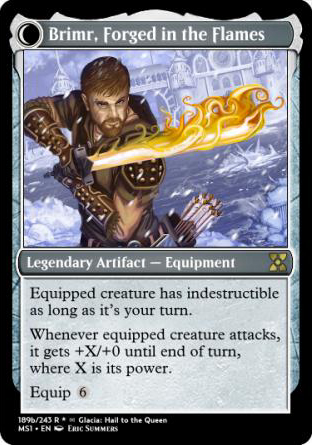 Brimr, Forged in the Flames
Legendary Artifact — Equipment
Equipped creature has indestructible
as long as it's your turn.
Whenever equipped creature attacks,
it gets +X/+0 until end of turn,
where X is its power.
Equip 6
189b/243 R * = Glacia: Hail to the Queen
MS1 • EN Eric Summers